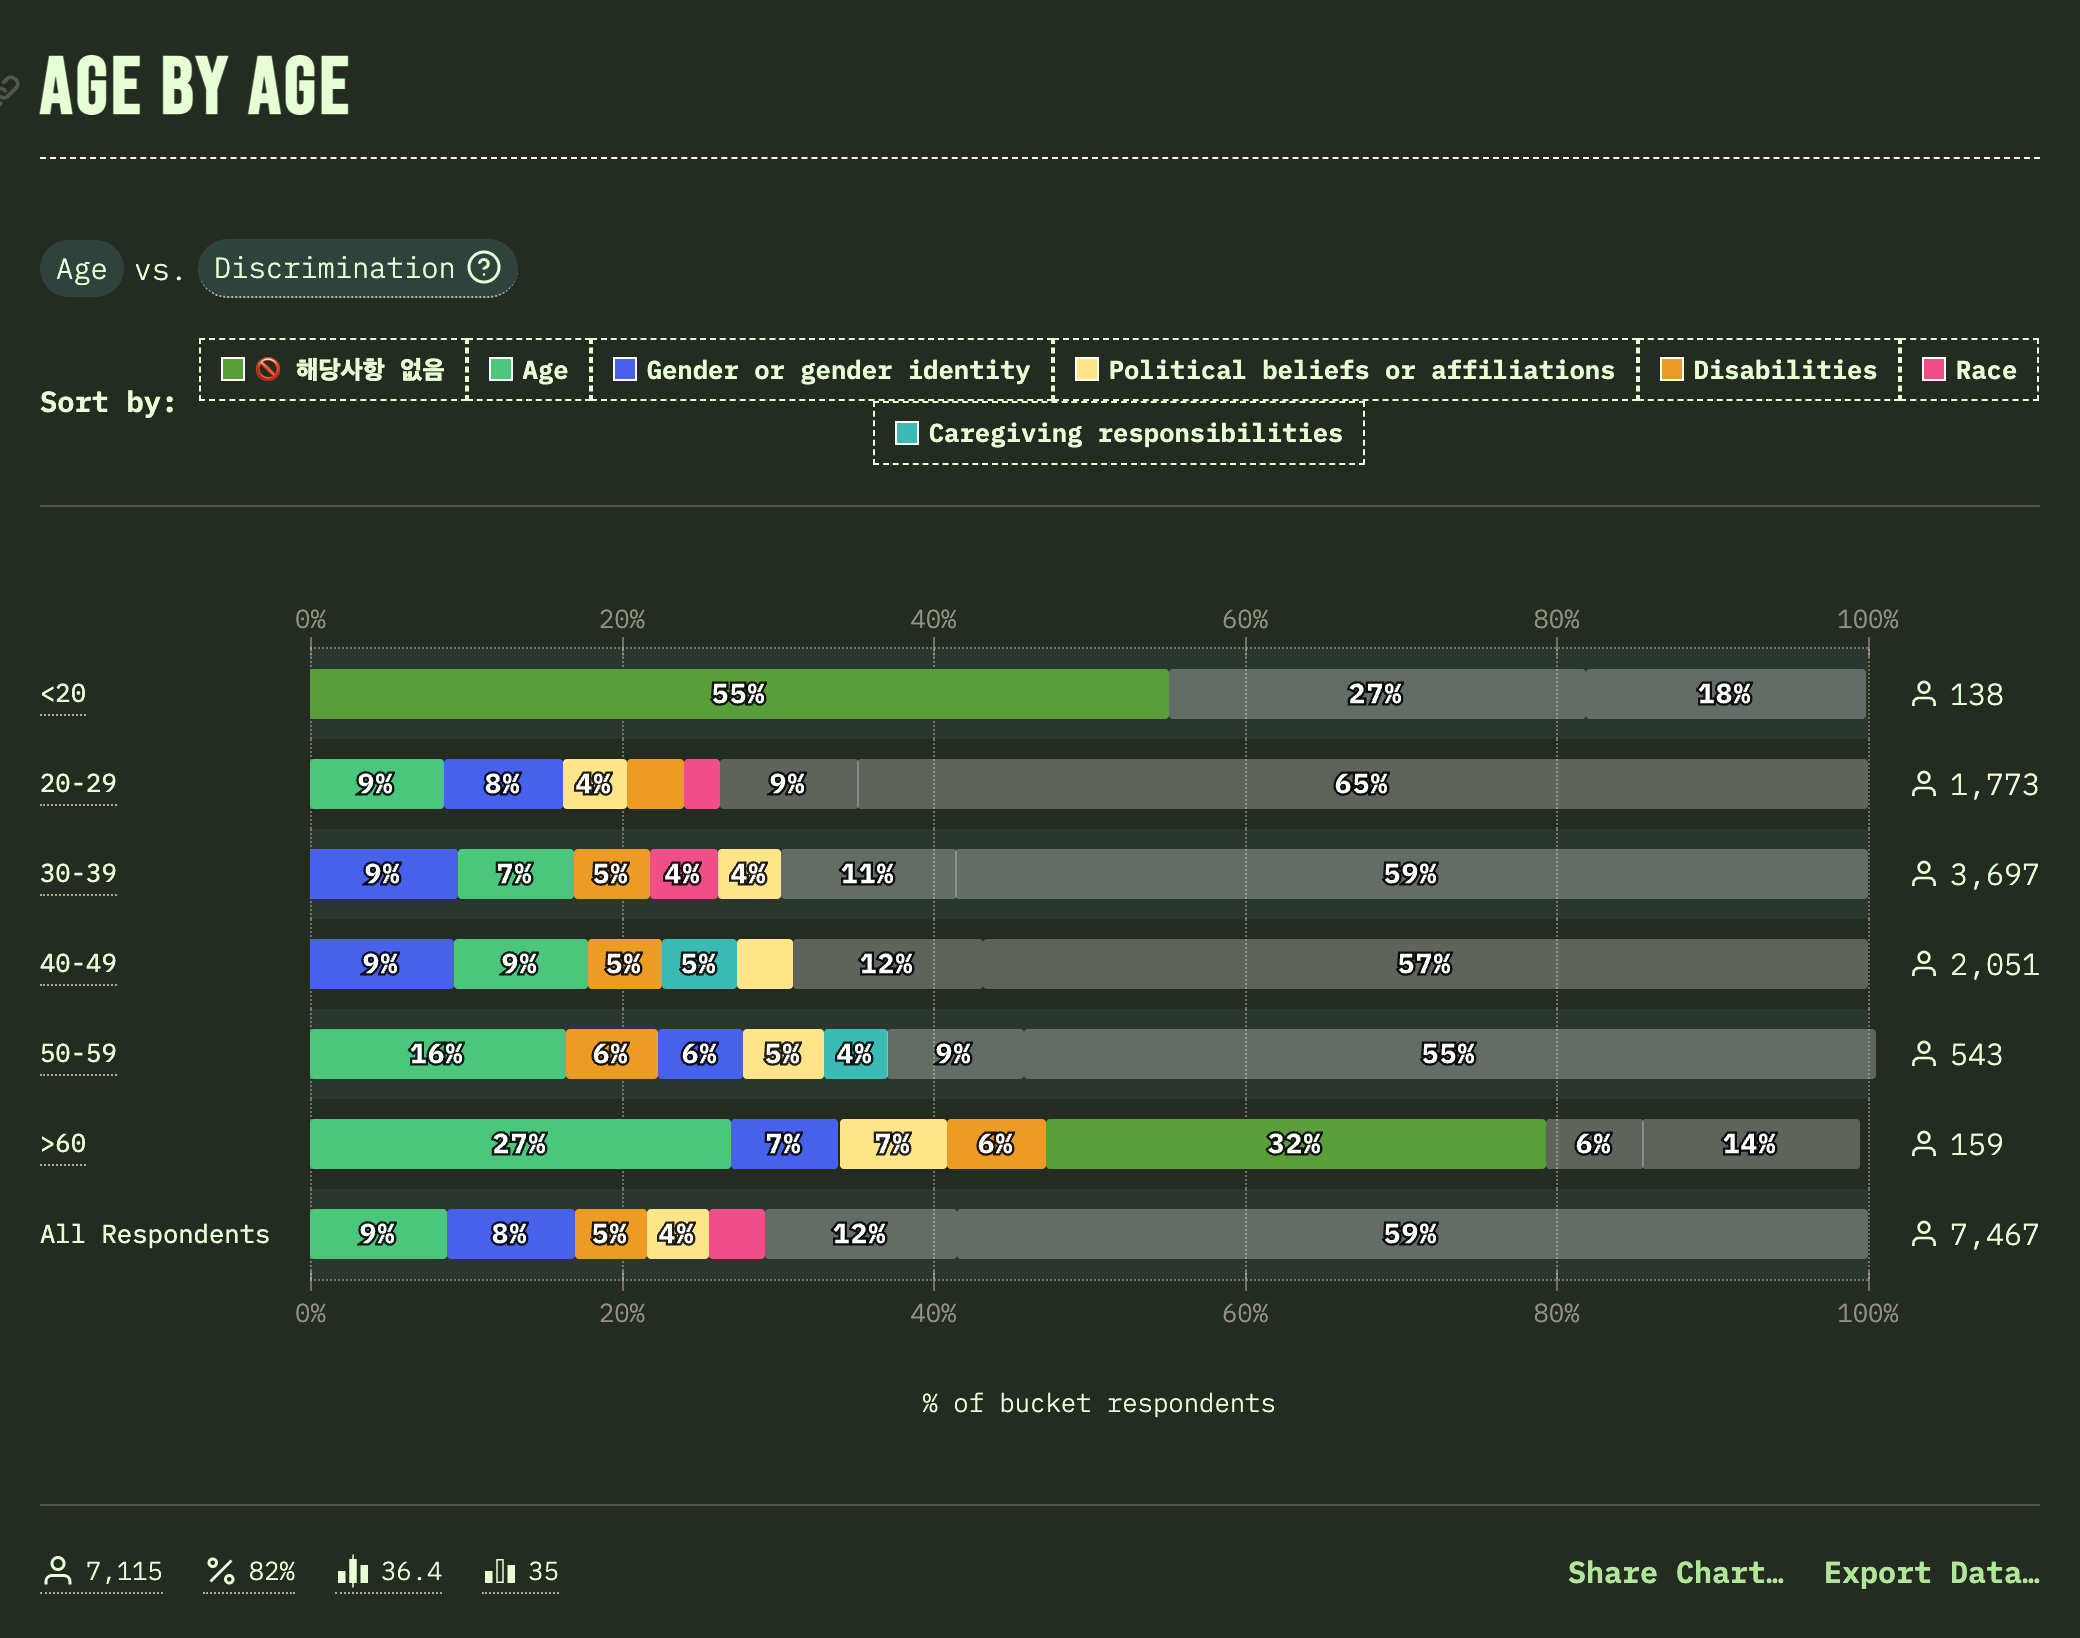 AGE BY AGE
Age vs. Discrimination ?
Sort by:
🚫 해당사항 없음 Age Gender or gender identity Political beliefs or affiliations Disabilities Race
Caregiving responsibilities
0% 20% 40% 60% 80% 100%
<20 55% 27% 18% 138
20-29 9% 8% 4% 9% 65% 1,773
30-39 9% 7% 5% 4% 4% 11% 59% 3,697
40-49 9% 9% 5% 5% 12% 57% 2,051
50-59 16% 6% 6% 5% 4% 9% 55% 543
>60 27% 7% 7% 6% 32% 6% 14% 159
All Respondents 9% 8% 5% 4% 12% 59% 7,467
0% 20% 40% 60% 80% 100%
% of bucket respondents
7,115 82% 36.4 35 Share Chart… Export Data…